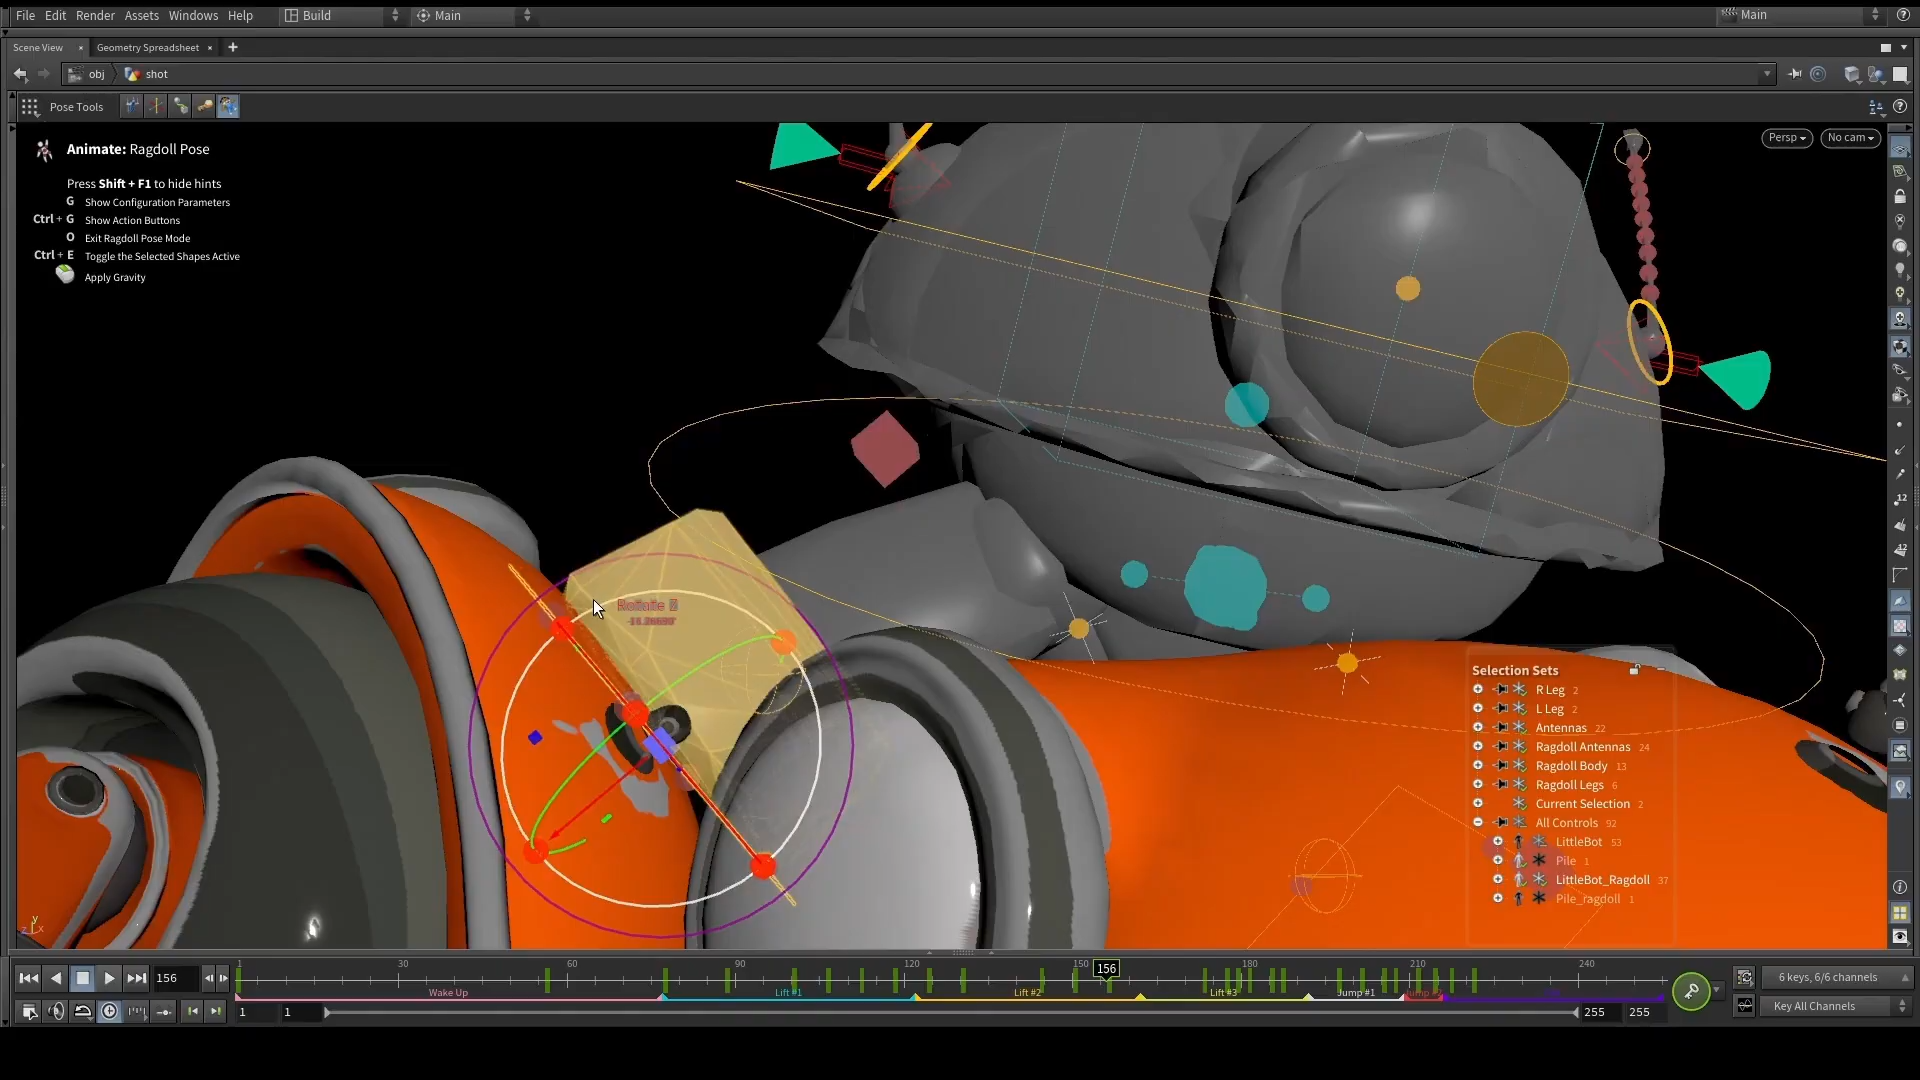 File Edit Render Assets Windows Help Build Main Main
Scene View × Geometry Spreadsheet × +
obj shot
Pose Tools
Animate: Ragdoll Pose
Persp No cam
Press Shift + F1 to hide hints
G Show Configuration Parameters
Ctrl + G Show Action Buttons
O Exit Ragdoll Pose Mode
Ctrl + E Toggle the Selected Shapes Active
Apply Gravity
Selection Sets
R Leg 2
L Leg 2
Antennas 22
Ragdoll Antennas 24
Ragdoll Body 13
Ragdoll Legs 6
Current Selection 2
All Controls 92
LittleBot 53
Pile 1
LittleBot_Ragdoll 37
Pile_ragdoll 1
156 1 30 60 90 120 150 156 180 210 240 6 keys, 6/6 channels
Wake Up Lift #1 Lift #2 Lift #3 Jump #1
1 1 255 255 Key All Channels